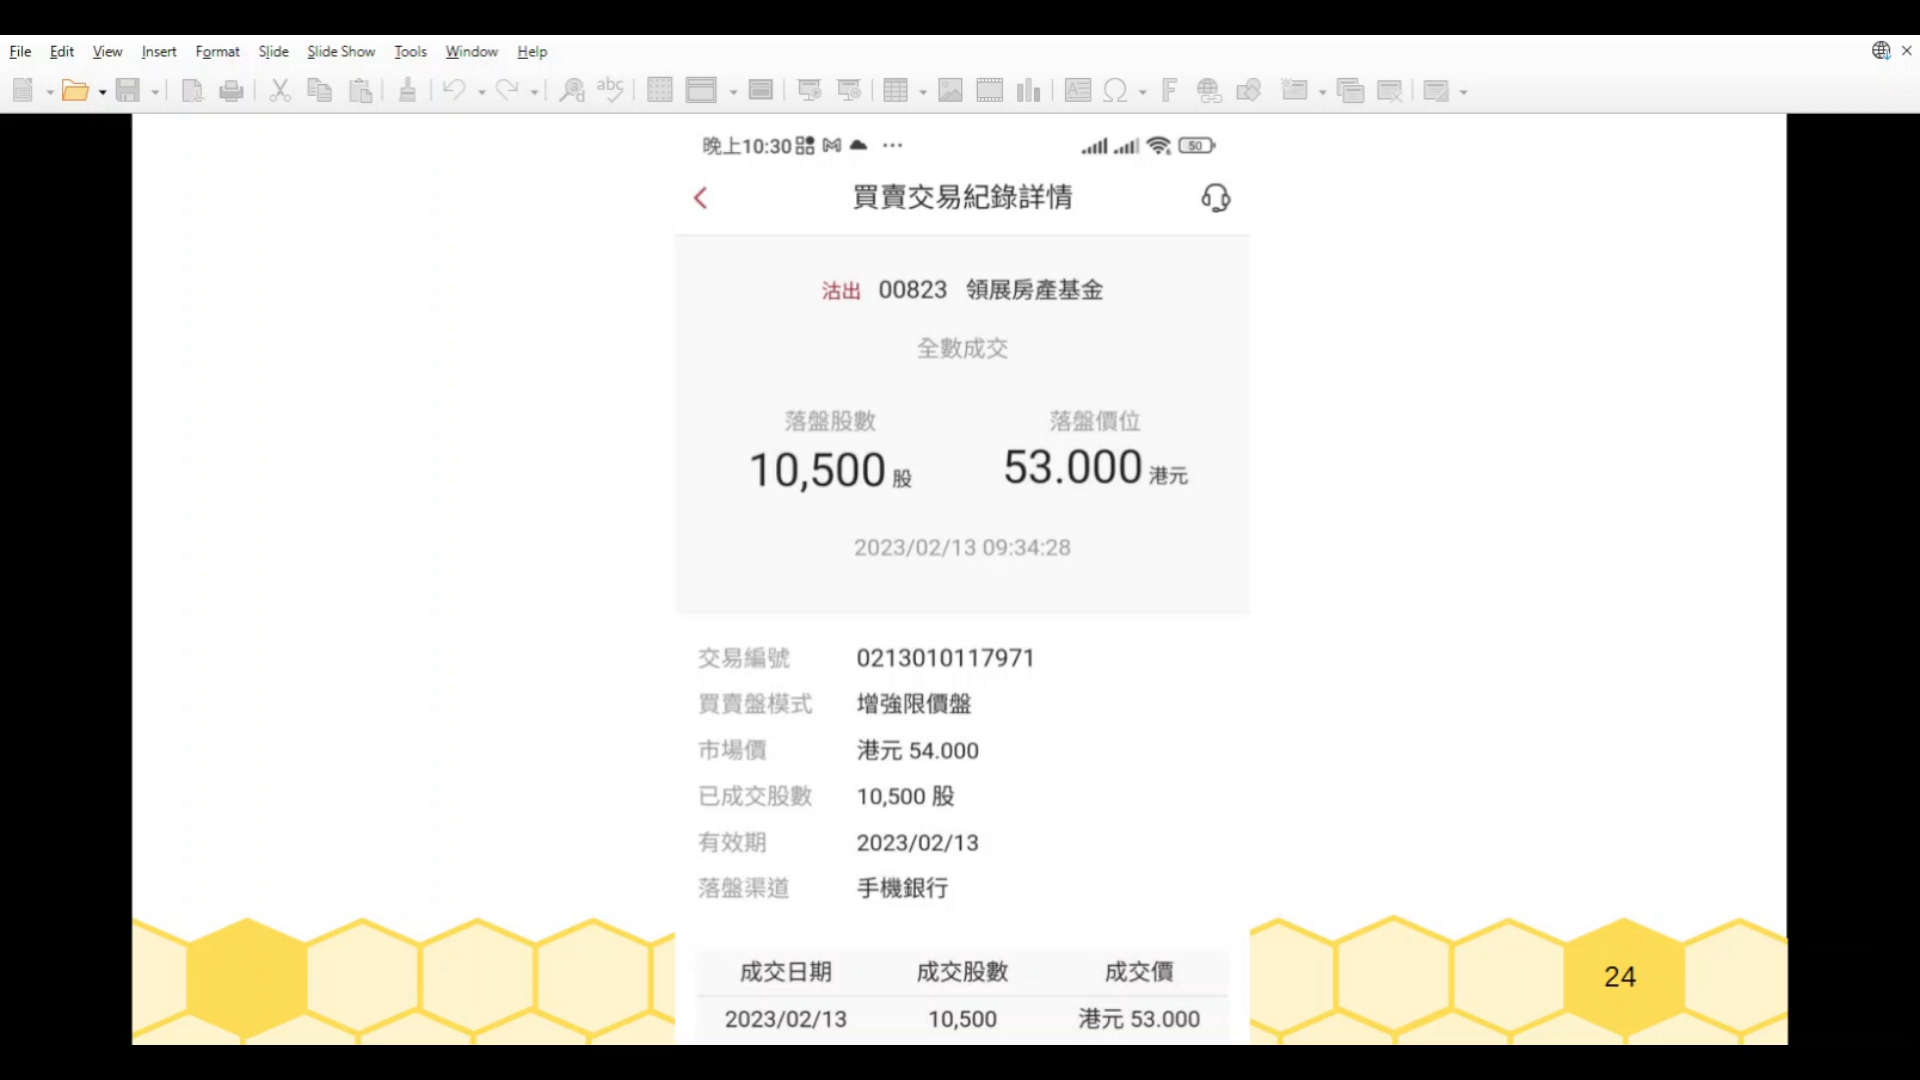 File Edit View Insert Format Slide Slide Show Tools Window Help
晚上10:30 50
買賣交易紀錄詳情
沽出 00823 領展房產基金
全數成交
落盤股數 落盤價位
10,500 股 53.000 港元
2023/02/13 09:34:28
交易編號 0213010117971
買賣盤模式 增強限價盤
市場價 港元 54.000
已成交股數 10,500 股
有效期 2023/02/13
落盤渠道 手機銀行
成交日期 成交股數 成交價
2023/02/13 10,500 港元 53.000
24